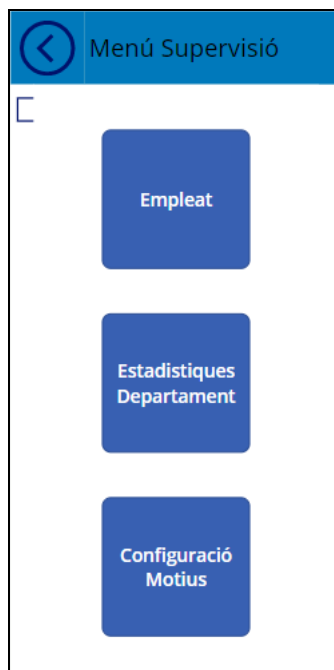 Menú Supervisió
Empleat
Estadistiques
Departament
Configuració
Motius